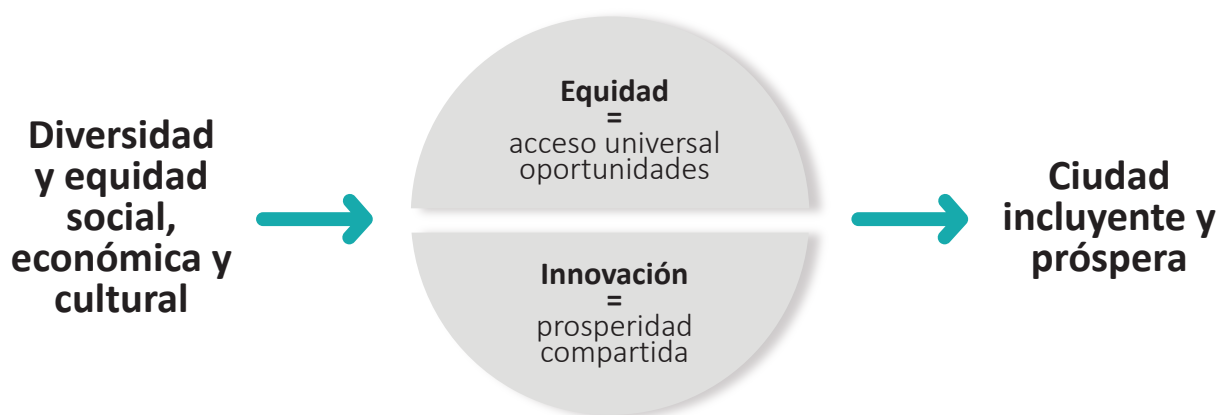 Diversidad
y equidad
social,
económica y
cultural
Equidad
=
acceso universal
oportunidades
Innovación
=
prosperidad
compartida
Ciudad
incluyente y
próspera